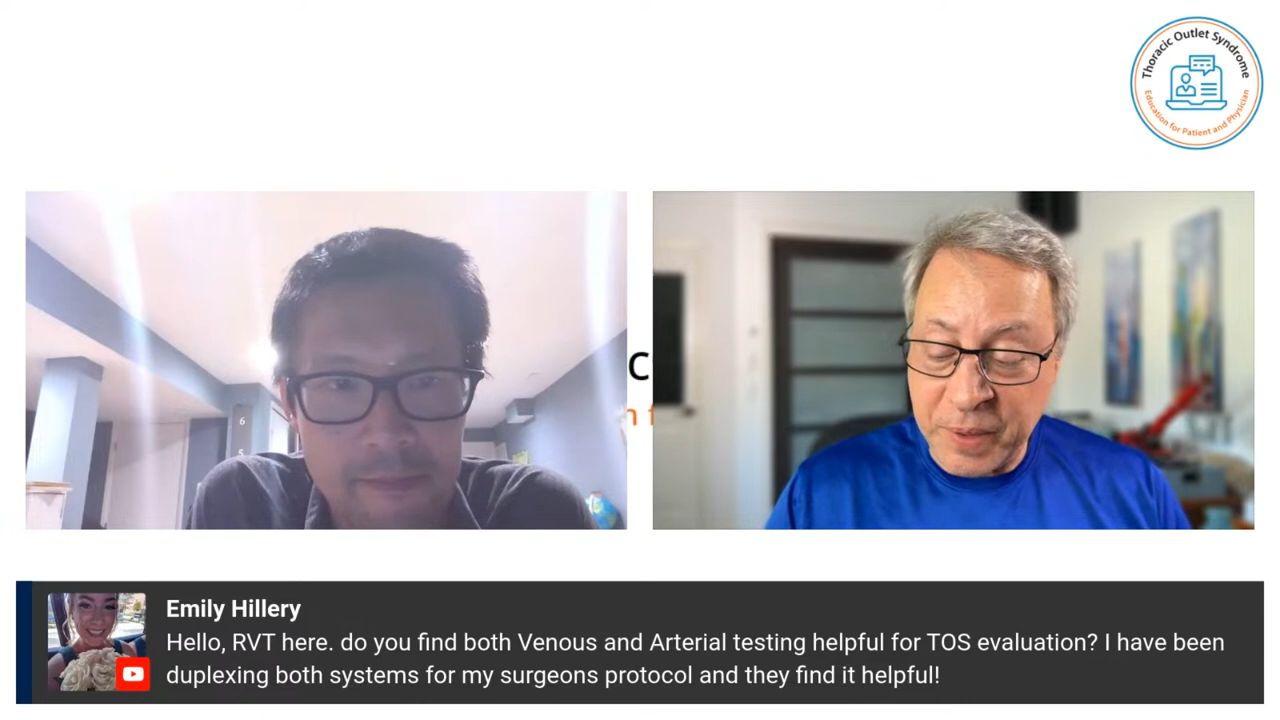 Thoracic Outlet Syndrome
Education for Patient and Physician
6
5
Emily Hillery
Hello, RVT here. do you find both Venous and Arterial testing helpful for TOS evaluation? I have been
duplexing both systems for my surgeons protocol and they find it helpful!